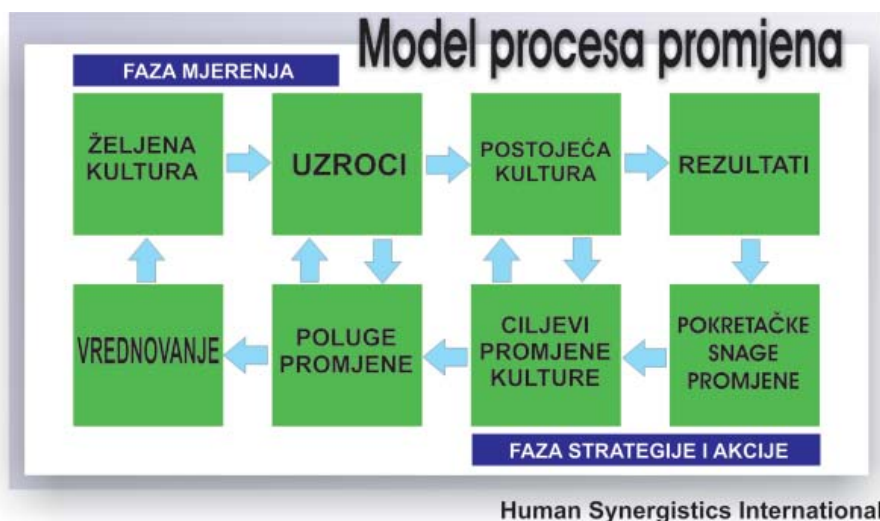 Model procesa promjena
FAZA MJERENJA
ŽELJENA
KULTURA
UZROCI
POSTOJEĆA
KULTURA
REZULTATI
VREDNOVANJE
POLUGE
PROMJENE
CILJEVI
PROMJENE
KULTURE
POKRETAČKE
SNAGE
PROMJENE
FAZA STRATEGIJE I AKCIJE
Human Synergistics International